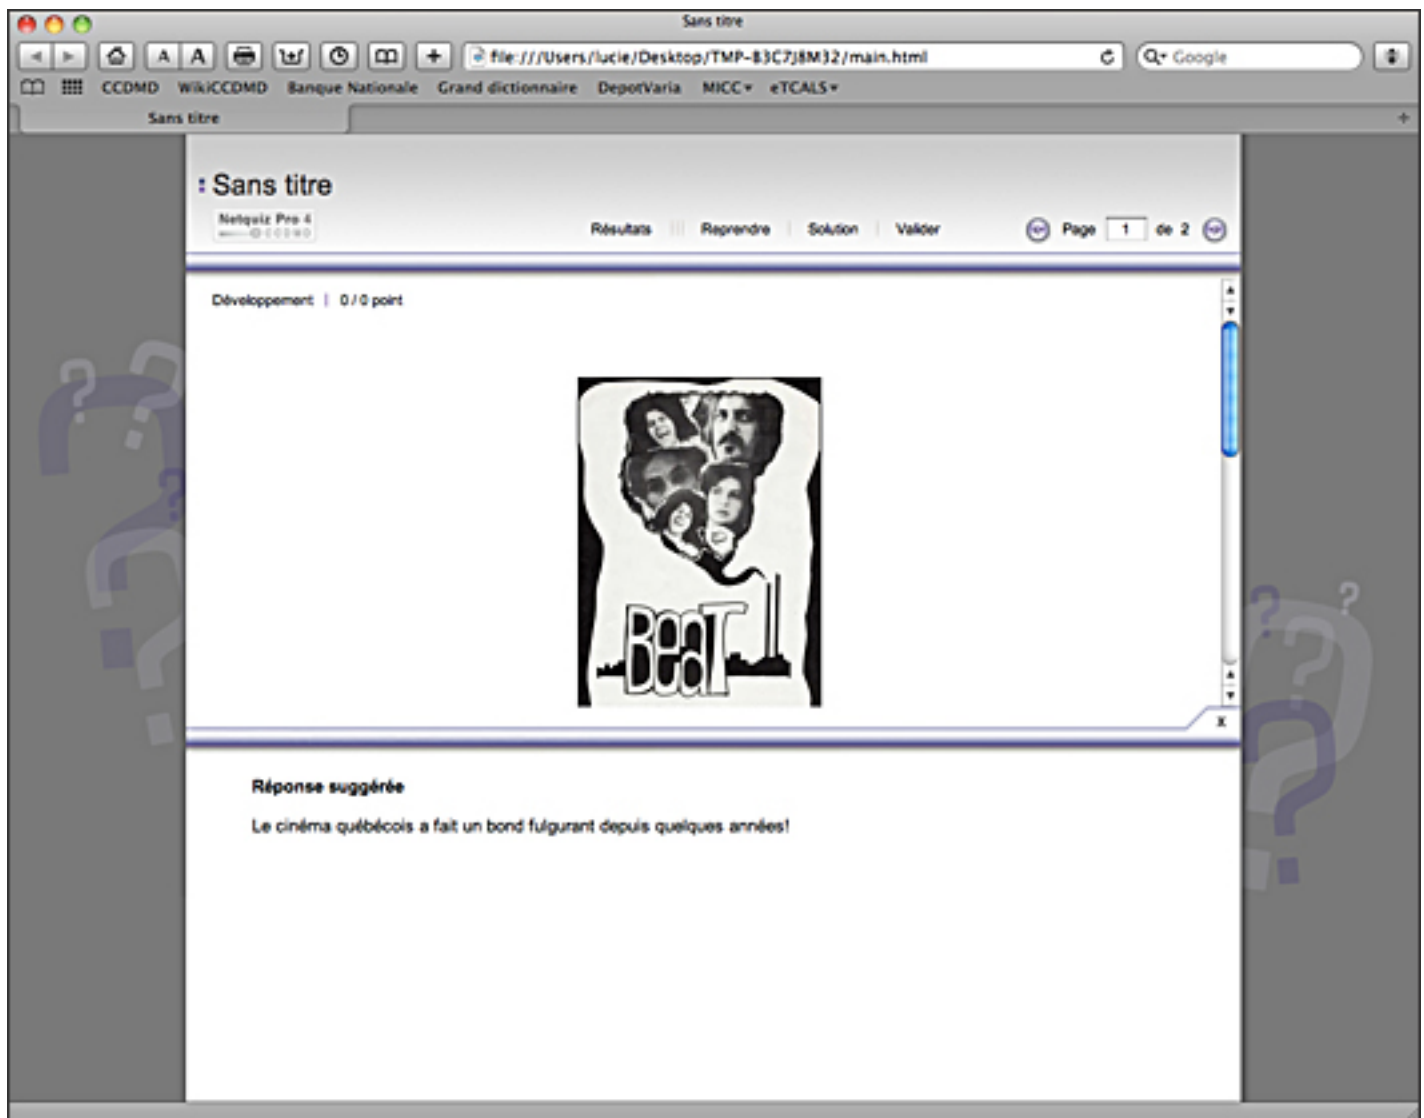 Sans titre
file:///Users/lucie/Desktop/TMP-B3C7J8M32/main.html
Google
CCDMD WikiCCDMD Banque Nationale Grand dictionnaire DepotVaria MICC eTCALS
Sans titre
Sans titre
Netquiz Pro 4
CCDMD
Résultats Reprendre Solution Valider Page 1 de 2
Développement | 0 / 0 point
BeaT
X
Réponse suggérée
Le cinéma québécois a fait un bond fulgurant depuis quelques années!